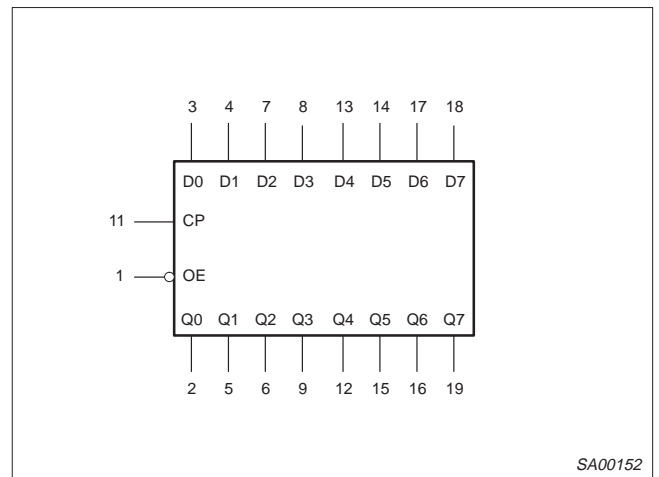 3 4 7 8 13 14 17 18
D0 D1 D2 D3 D4 D5 D6 D7
11 CP
1 OE
Q0 Q1 Q2 Q3 Q4 Q5 Q6 Q7
2 5 6 9 12 15 16 19
SA00152